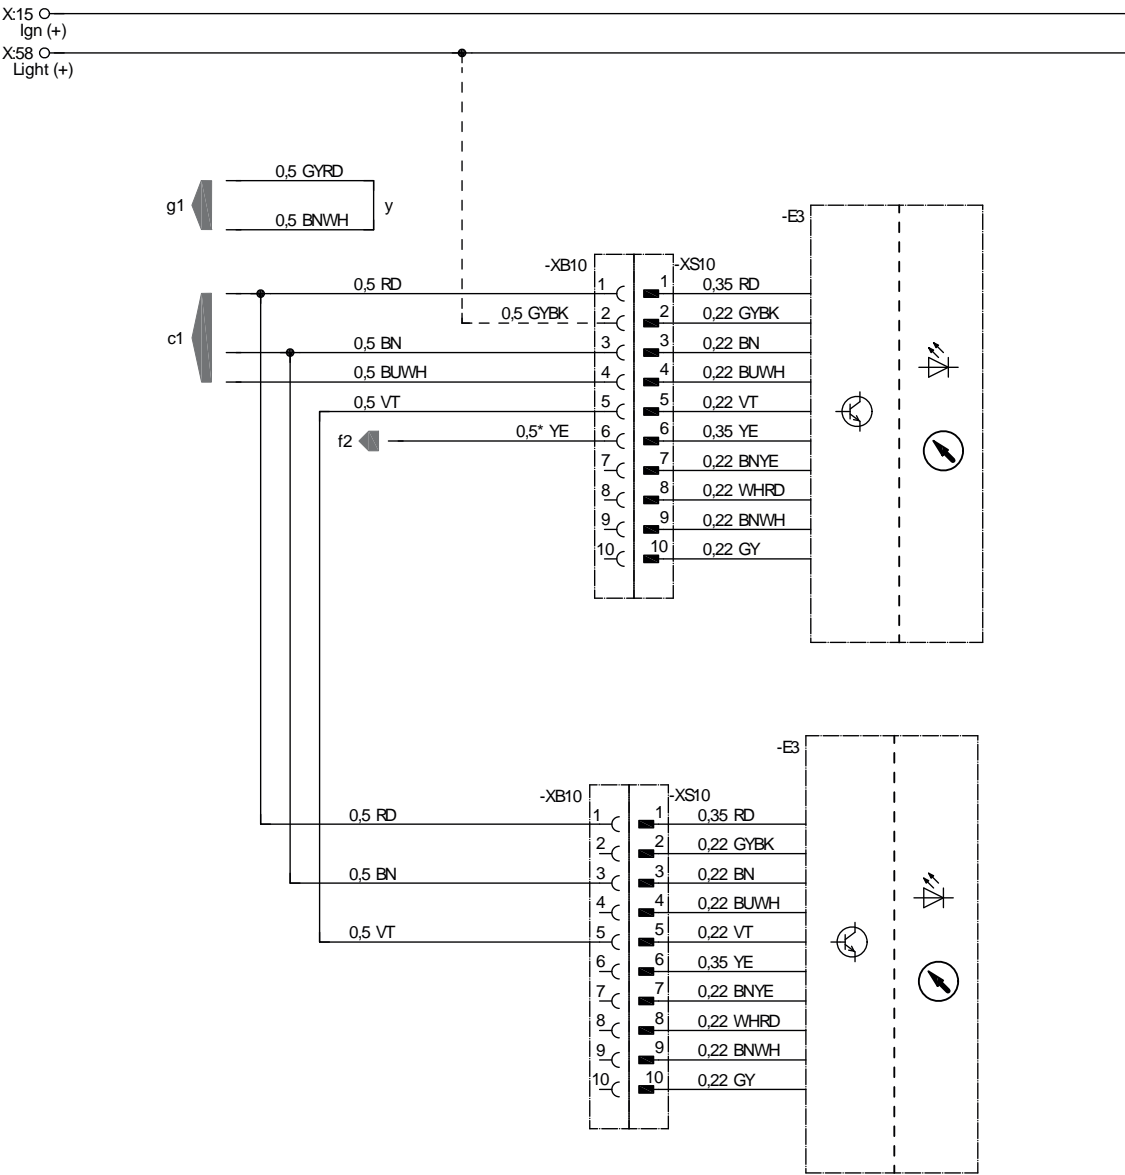 X:15
Ign (+)
X:58
Light (+)
0,5 GYRD
g1
y
0,5 BNWH
-E3
-XB10 -XS10
0,5 RD 1 1 0,35 RD
0,5 GYBK 2 2 0,22 GYBK
c1
0,5 BN 3 3 0,22 BN
0,5 BUWH 4 4 0,22 BUWH
0,5 VT 5 5 0,22 VT
f2 0,5* YE 6 6 0,35 YE
7 7 0,22 BNYE
8 8 0,22 WHRD
9 9 0,22 BNWH
10 10 0,22 GY
-E3
-XB10 -XS10
0,5 RD 1 1 0,35 RD
2 2 0,22 GYBK
0,5 BN 3 3 0,22 BN
4 4 0,22 BUWH
0,5 VT 5 5 0,22 VT
6 6 0,35 YE
7 7 0,22 BNYE
8 8 0,22 WHRD
9 9 0,22 BNWH
10 10 0,22 GY